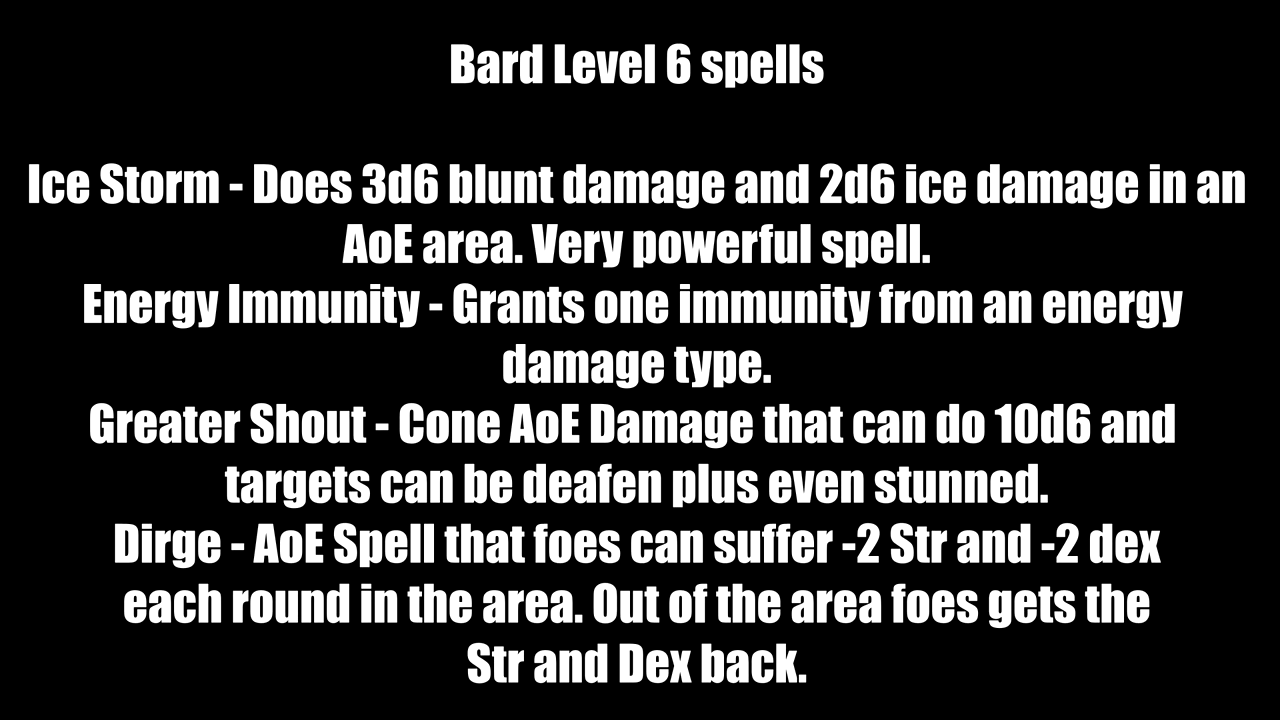 Bard Level 6 spells
Ice Storm - Does 3d6 blunt damage and 2d6 ice damage in an
AoE area. Very powerful spell.
Energy Immunity - Grants one immunity from an energy
damage type.
Greater Shout - Cone AoE Damage that can do 10d6 and
targets can be deafen plus even stunned.
Dirge - AoE Spell that foes can suffer -2 Str and -2 dex
each round in the area. Out of the area foes gets the
Str and Dex back.